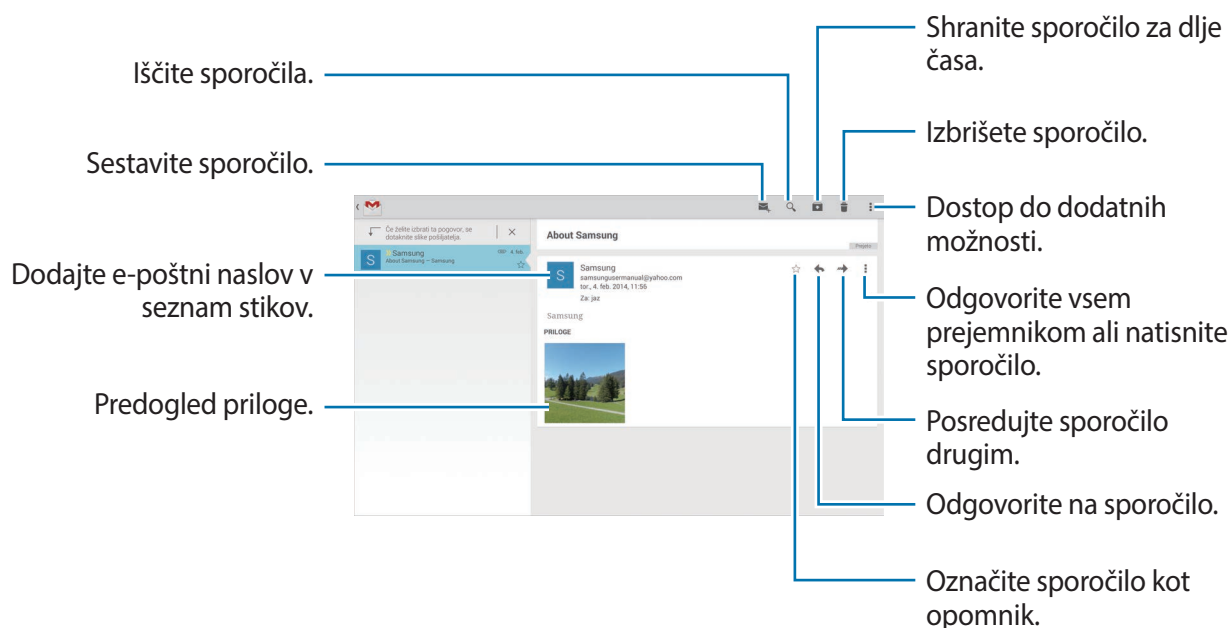 Iščite sporočila.
Sestavite sporočilo.
Dodajte e-poštni naslov v
seznam stikov.
Predogled priloge.
Če želite izbrati ta pogovor, se
dotaknite slike pošiljatelja.
S
Samsung
About Samsung — Samsung
4. feb.
About Samsung
Prejeto
S
Samsung
samsungusermanual@yahoo.com
tor., 4. feb. 2014, 11:56
Za: jaz
Samsung
PRILOGE
Shranite sporočilo za dlje
časa.
Izbrišete sporočilo.
Dostop do dodatnih
možnosti.
Odgovorite vsem
prejemnikom ali natisnite
sporočilo.
Posredujte sporočilo
drugim.
Odgovorite na sporočilo.
Označite sporočilo kot
opomnik.